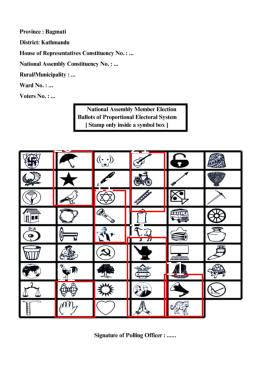 Province : Bagmati
District: Kathmandu
House of Representatives Constituency No. : ...
National Assembly Constituency No. : ...
Rural/Municipality : ...
Ward No. : ...
Voters No. : ...
National Assembly Member Election
Ballots of Proportional Electoral System
[ Stamp only inside a symbol box ]
Signature of Polling Officer : ......